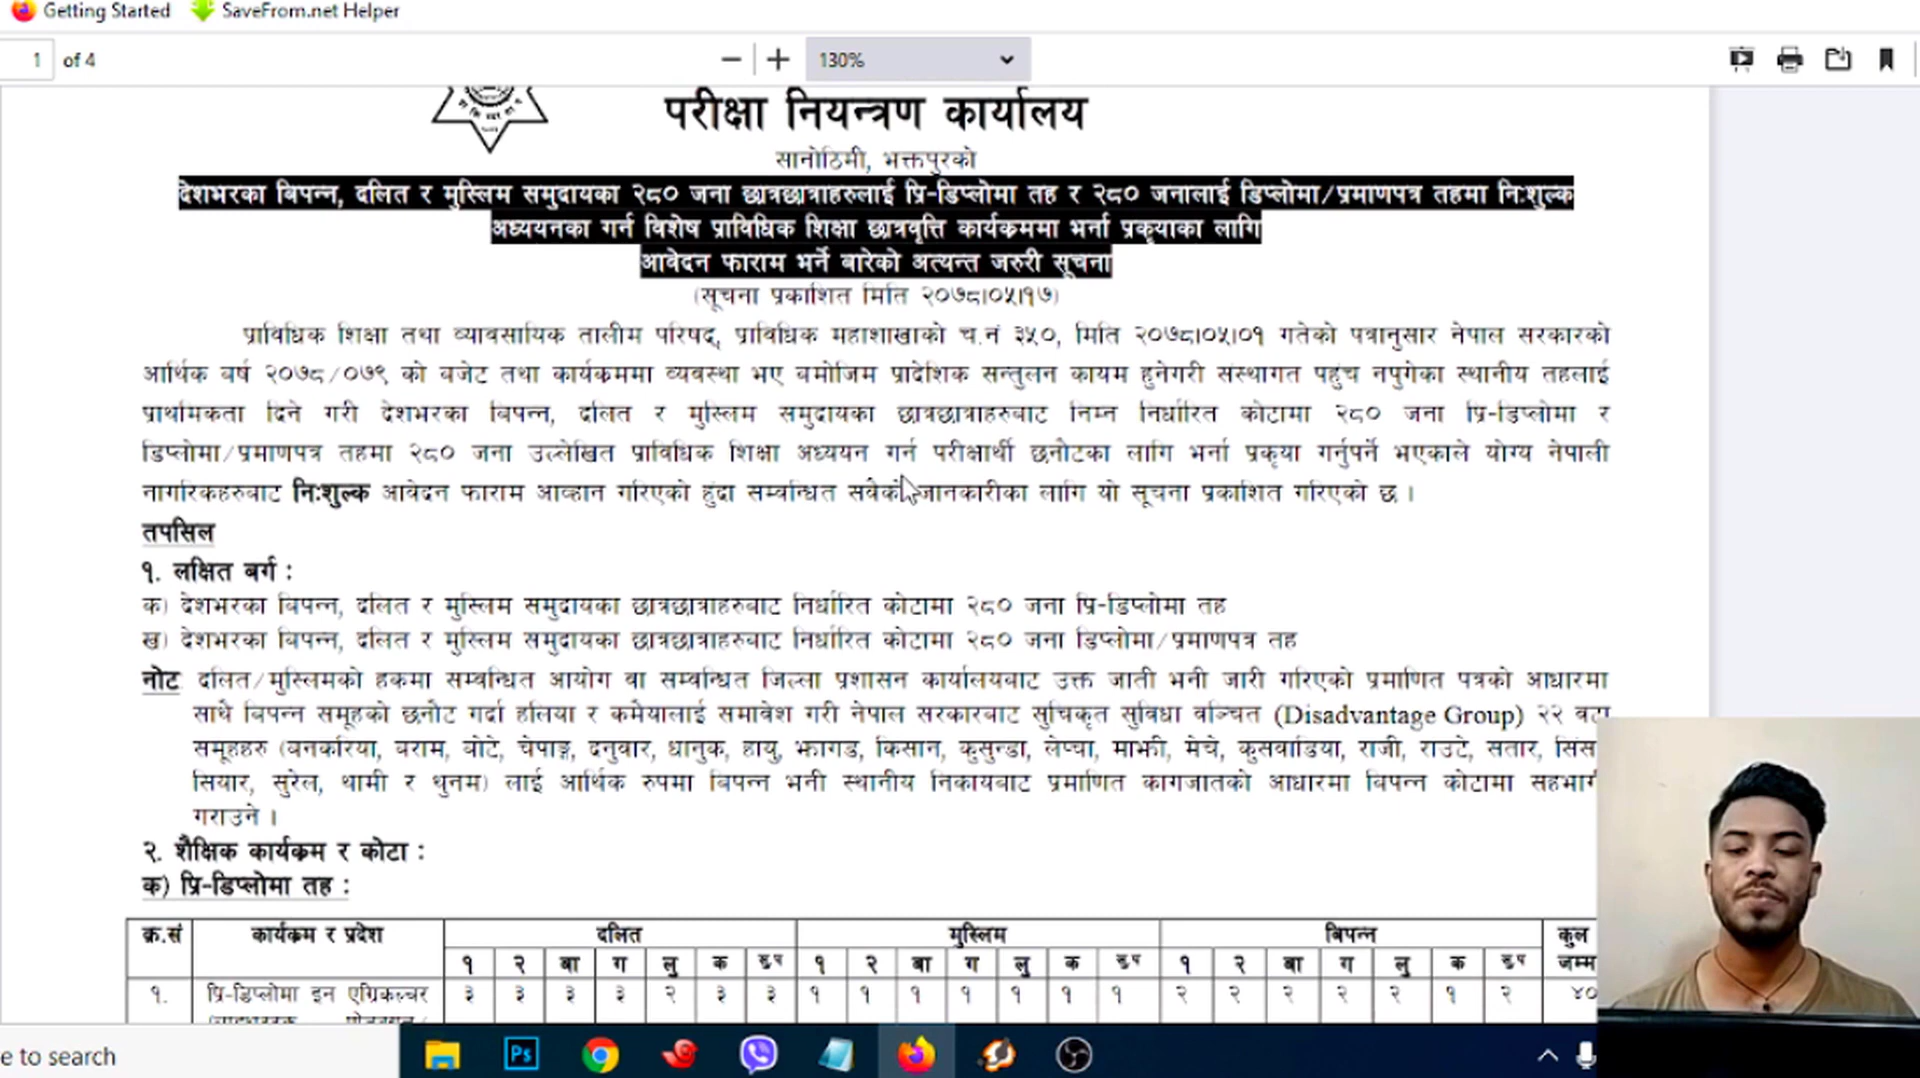 Getting Started SaveFrom.net Helper
1 of 4 130%
परीक्षा नियन्त्रण कार्यालय
सानोठिमी, भक्तपुरको
देशभरका बिपन्न, दलित र मुस्लिम समुदायका २८० जना छात्रछात्राहरुलाई प्रि-डिप्लोमा तह र २८० जनालाई डिप्लोमा/प्रमाणपत्र तहमा नि:शुल्क
अध्ययनका गर्न विशेष प्राविधिक शिक्षा छात्रवृत्ति कार्यक्रममा भर्ना प्रकृयाका लागि
आवेदन फाराम भर्ने बारेको अत्यन्त जरुरी सूचना
(सूचना प्रकाशित मिति २०७८।०५।१७)
प्राविधिक शिक्षा तथा व्यावसायिक तालीम परिषद्, प्राविधिक महाशाखाको च.नं ३५०, मिति २०७८।०५।०१ गतेको पत्रानुसार नेपाल सरकारको
आर्थिक बर्ष २०७८/०७९ को बजेट तथा कार्यक्रममा व्यवस्था भए बमोजिम प्रादेशिक सन्तुलन कायम हुनेगरी संस्थागत पहुंच नपुगेका स्थानीय तहलाई
प्राथमिकता दिने गरी देशभरका बिपन्न, दलित र मुस्लिम समुदायका छात्रछात्राहरुबाट निम्न निर्धारित कोटामा २८० जना प्रि-डिप्लोमा र
डिप्लोमा/प्रमाणपत्र तहमा २८० जना उल्लेखित प्राविधिक शिक्षा अध्ययन गर्न परीक्षार्थी छनौटका लागि भर्ना प्रकृया गर्नुपर्ने भएकाले योग्य नेपाली
नागरिकहरुबाट नि:शुल्क आवेदन फाराम आव्हान गरिएको हुंदा सम्वन्धित सवैको जानकारीका लागि यो सूचना प्रकाशित गरिएको छ ।
तपसिल
१. लक्षित बर्ग :
क) देशभरका बिपन्न, दलित र मुस्लिम समुदायका छात्रछात्राहरुबाट निर्धारित कोटामा २८० जना प्रि-डिप्लोमा तह
ख) देशभरका बिपन्न, दलित र मुस्लिम समुदायका छात्रछात्राहरुबाट निर्धारित कोटामा २८० जना डिप्लोमा/प्रमाणपत्र तह
नोट दलित/मुस्लिमको हकमा सम्वन्धित आयोग वा सम्वन्धित जिल्ला प्रशासन कार्यालयबाट उक्त जाती भनी जारी गरिएको प्रमाणित पत्रको आधारमा
साथै बिपन्न समूहको छनौट गर्दा हलिया र कमैयालाई समावेश गरी नेपाल सरकारबाट सुचिकृत सुविधा वञ्चित (Disadvantage Group) २२ वटा
समूहहरु (बनकरिया, बराम, बोटे, चेपाङ्ग, दनुवार, धानुक, हायु, झागड, किसान, कुसुन्डा, लेप्चा, माझी, मेचे, कुसवाडिया, राजी, राउटे, सतार, सिंस
सियार, सुरेल, थामी र थुनम) लाई आर्थिक रुपमा बिपन्न भनी स्थानीय निकायबाट प्रमाणित कागजातको आधारमा बिपन्न कोटामा सहभागी
गराउने ।
२. शैक्षिक कार्यक्रम र कोटा :
क) प्रि-डिप्लोमा तह :
क्र.सं कार्यक्रम र प्रदेश दलित मुस्लिम बिपन्न कुल
१ २ बा ग लु क सु.प १ २ बा ग लु क सु.प १ २ बा ग लु क सु.प जम्म
१. प्रि-डिप्लोमा इन एग्रिकल्चर ३ ३ ३ ३ २ ३ ३ १ १ १ १ १ १ १ २ २ २ २ २ १ २ ४०
e to search Ps